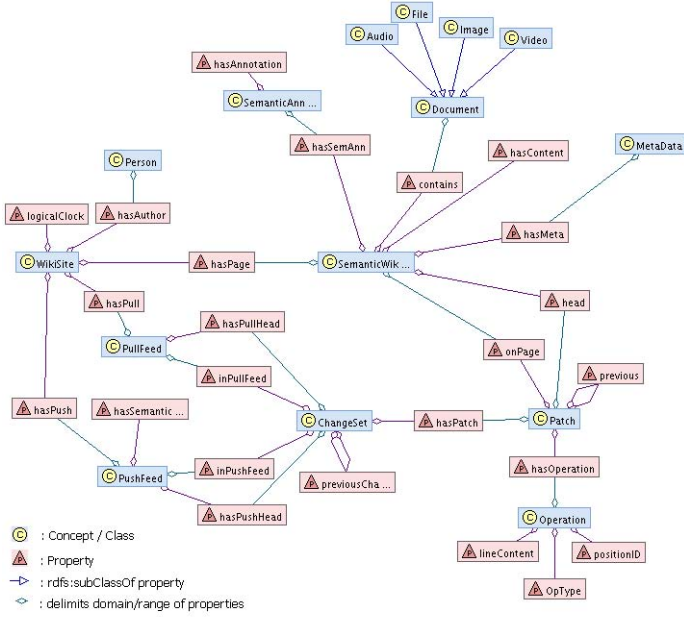 File
Audio
Image
Video
hasAnnotation
SemanticAnn ...
Document
hasSemAnn
hasContent
MetaData
Person
contains
logicalClock
hasAuthor
hasMeta
WikiSite
hasPage
SemanticWik ...
hasPull
hasPullHead
head
PullFeed
onPage
inPullFeed
previous
hasPush
hasSemantic ...
ChangeSet
hasPatch
Patch
PushFeed
inPushFeed
previousCha ...
hasOperation
hasPushHead
Operation
lineContent
positionID
OpType
C : Concept / Class
P : Property
: rdfs:subClassOf property
: delimits domain/range of properties